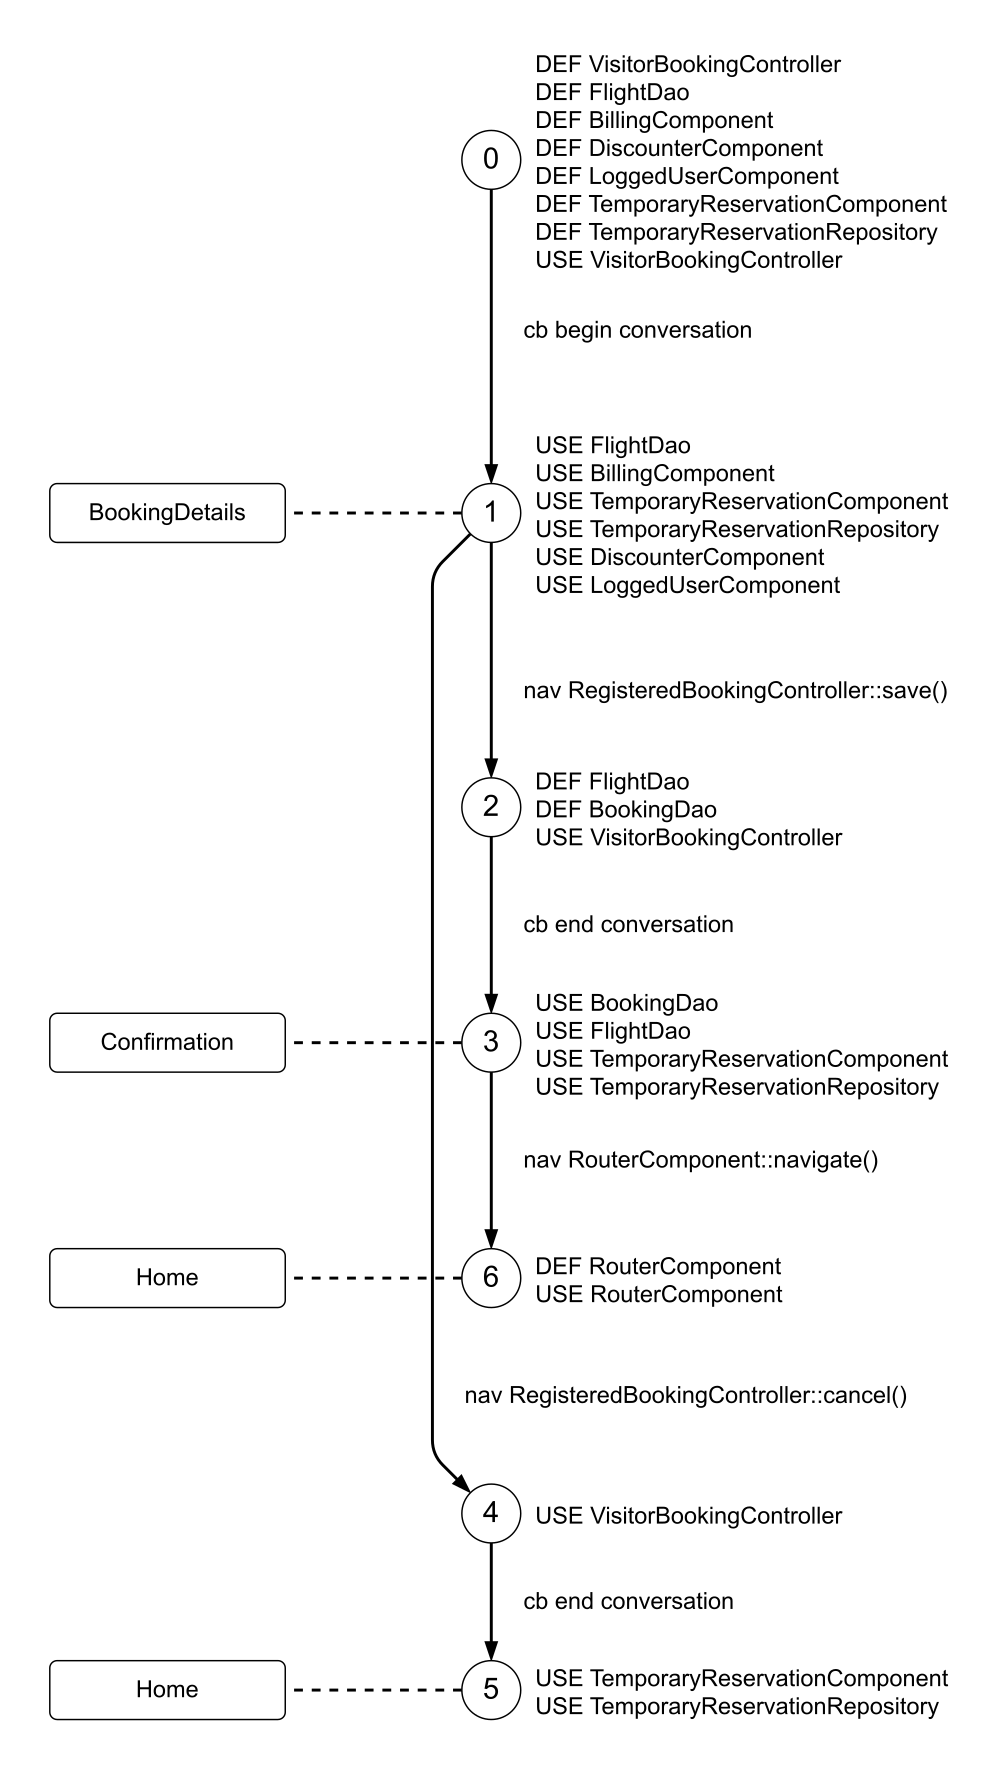 DEF VisitorBookingController
DEF FlightDao
DEF BillingComponent
DEF DiscounterComponent
DEF LoggedUserComponent
DEF TemporaryReservationComponent
DEF TemporaryReservationRepository
USE VisitorBookingController
0
cb begin conversation
USE FlightDao
USE BillingComponent
USE TemporaryReservationComponent
USE TemporaryReservationRepository
USE DiscounterComponent
USE LoggedUserComponent
BookingDetails
1
nav RegisteredBookingController::save()
DEF FlightDao
DEF BookingDao
USE VisitorBookingController
2
cb end conversation
USE BookingDao
USE FlightDao
USE TemporaryReservationComponent
USE TemporaryReservationRepository
Confirmation
3
nav RouterComponent::navigate()
Home
6
DEF RouterComponent
USE RouterComponent
nav RegisteredBookingController::cancel()
4
USE VisitorBookingController
cb end conversation
Home
5
USE TemporaryReservationComponent
USE TemporaryReservationRepository